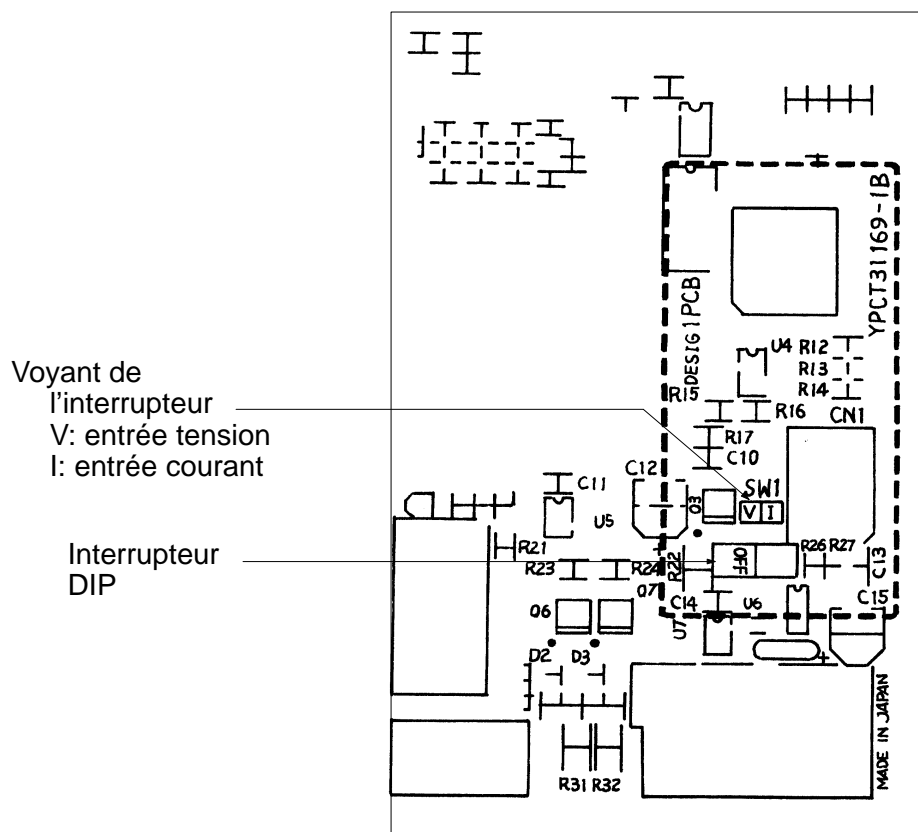 YPCT31169-1B
DESIG1PCB
U4
R12
R13
R14
Voyant de
l'interrupteur
V: entrée tension
I: entrée courant
R15
R16
CN1
R17
C10
C12
C11
SW1
V I
Q3
U5
R21
Interrupteur
DIP
R23
R24
R22
OFF
R26
R27
C13
Q7
C14
U6
C15
Q6
U7
D2
D3
MADE IN JAPAN
R31
R32